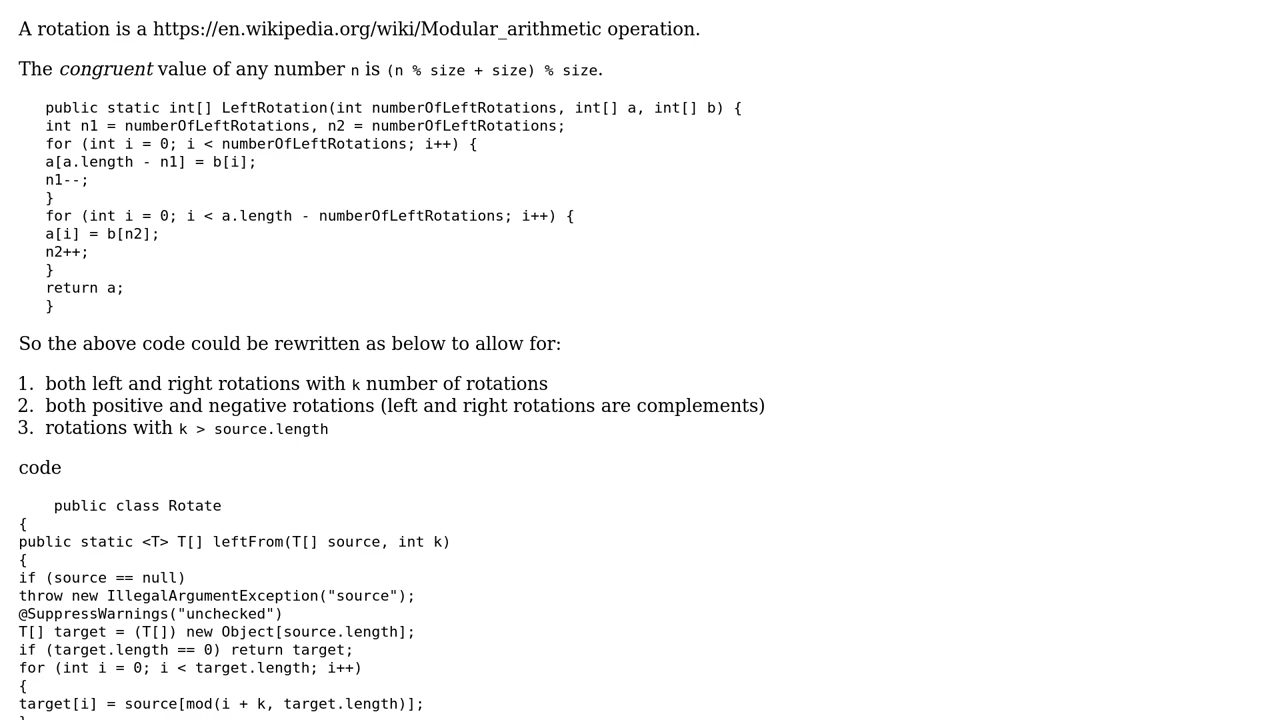 A rotation is a https://en.wikipedia.org/wiki/Modular_arithmetic operation.
The congruent value of any number n is (n % size + size) % size.
public static int[] LeftRotation(int numberOfLeftRotations, int[] a, int[] b) {
int n1 = numberOfLeftRotations, n2 = numberOfLeftRotations;
for (int i = 0; i < numberOfLeftRotations; i++) {
a[a.length - n1] = b[i];
n1--;
}
for (int i = 0; i < a.length - numberOfLeftRotations; i++) {
a[i] = b[n2];
n2++;
}
return a;
}
So the above code could be rewritten as below to allow for:
1. both left and right rotations with k number of rotations
2. both positive and negative rotations (left and right rotations are complements)
3. rotations with k > source.length
code
public class Rotate
{
public static <T> T[] leftFrom(T[] source, int k)
{
if (source == null)
throw new IllegalArgumentException("source");
@SuppressWarnings("unchecked")
T[] target = (T[]) new Object[source.length];
if (target.length == 0) return target;
for (int i = 0; i < target.length; i++)
{
target[i] = source[mod(i + k, target.length)];
}